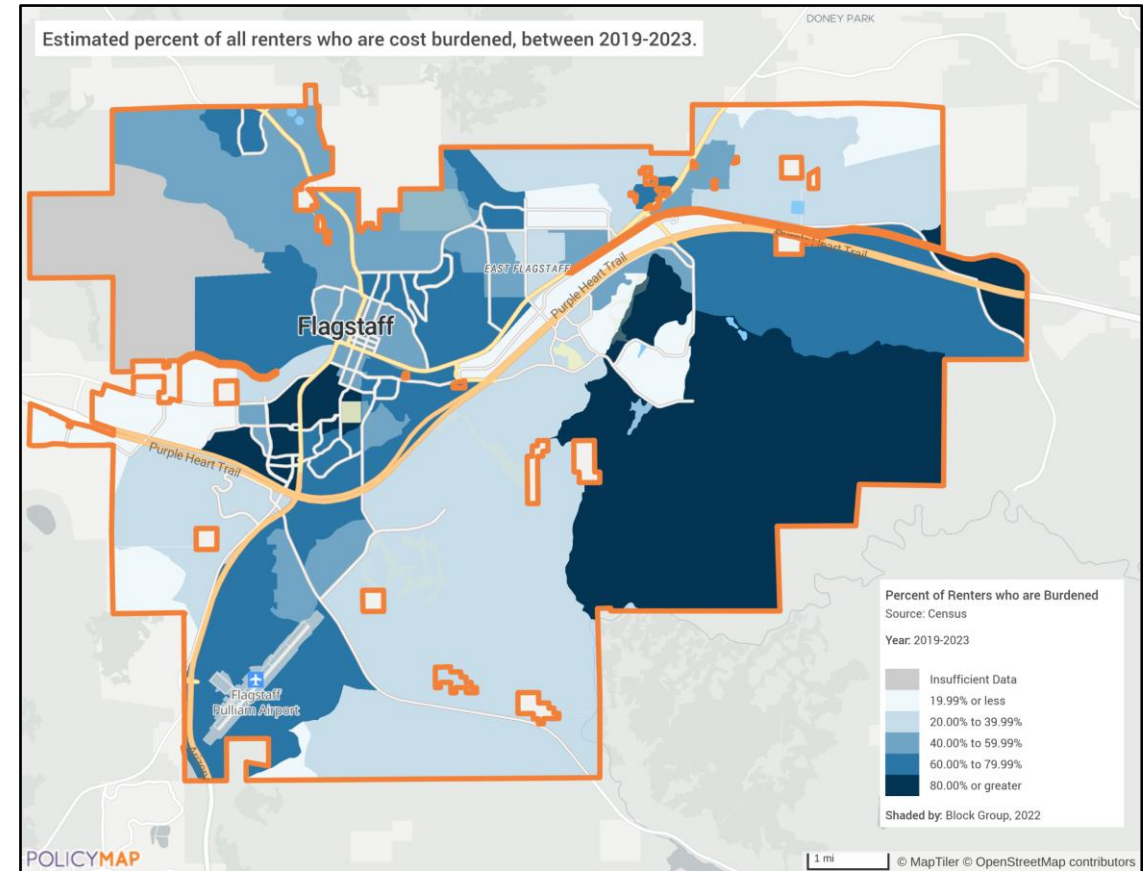 DONEY PARK
Estimated percent of all renters who are cost burdened, between 2019-2023.
Purple Heart Trail
EAST FLAGSTAFF
Purple Heart Trail
Flagstaff
Purple Heart Trail
Flagstaff
Pulliam Airport
Percent of Renters who are Burdened
Source: Census
Year: 2019-2023
Insufficient Data
19.99% or less
20.00% to 39.99%
40.00% to 59.99%
60.00% to 79.99%
80.00% or greater
Shaded by: Block Group, 2022
POLICYMAP
1 mi
© MapTiler © OpenStreetMap contributors